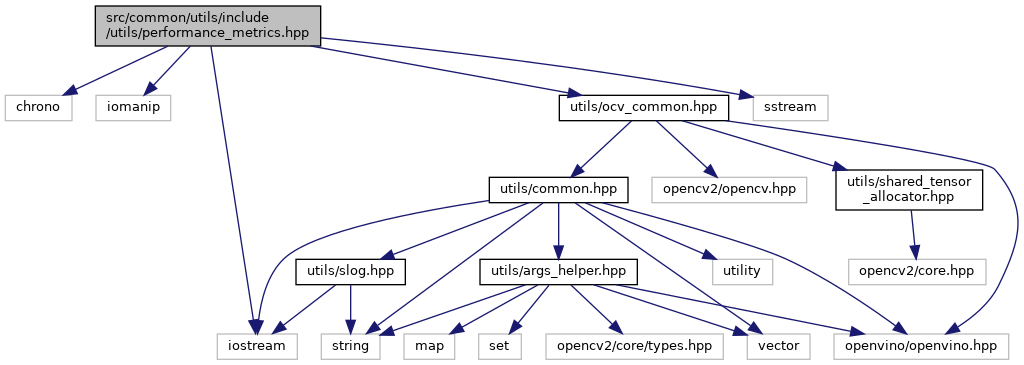 src/common/utils/include
/utils/performance_metrics.hpp
chrono
iomanip
utils/ocv_common.hpp
sstream
utils/common.hpp
opencv2/opencv.hpp
utils/shared_tensor
_allocator.hpp
utils/slog.hpp
utils/args_helper.hpp
utility
opencv2/core.hpp
iostream
string
map
set
opencv2/core/types.hpp
vector
openvino/openvino.hpp